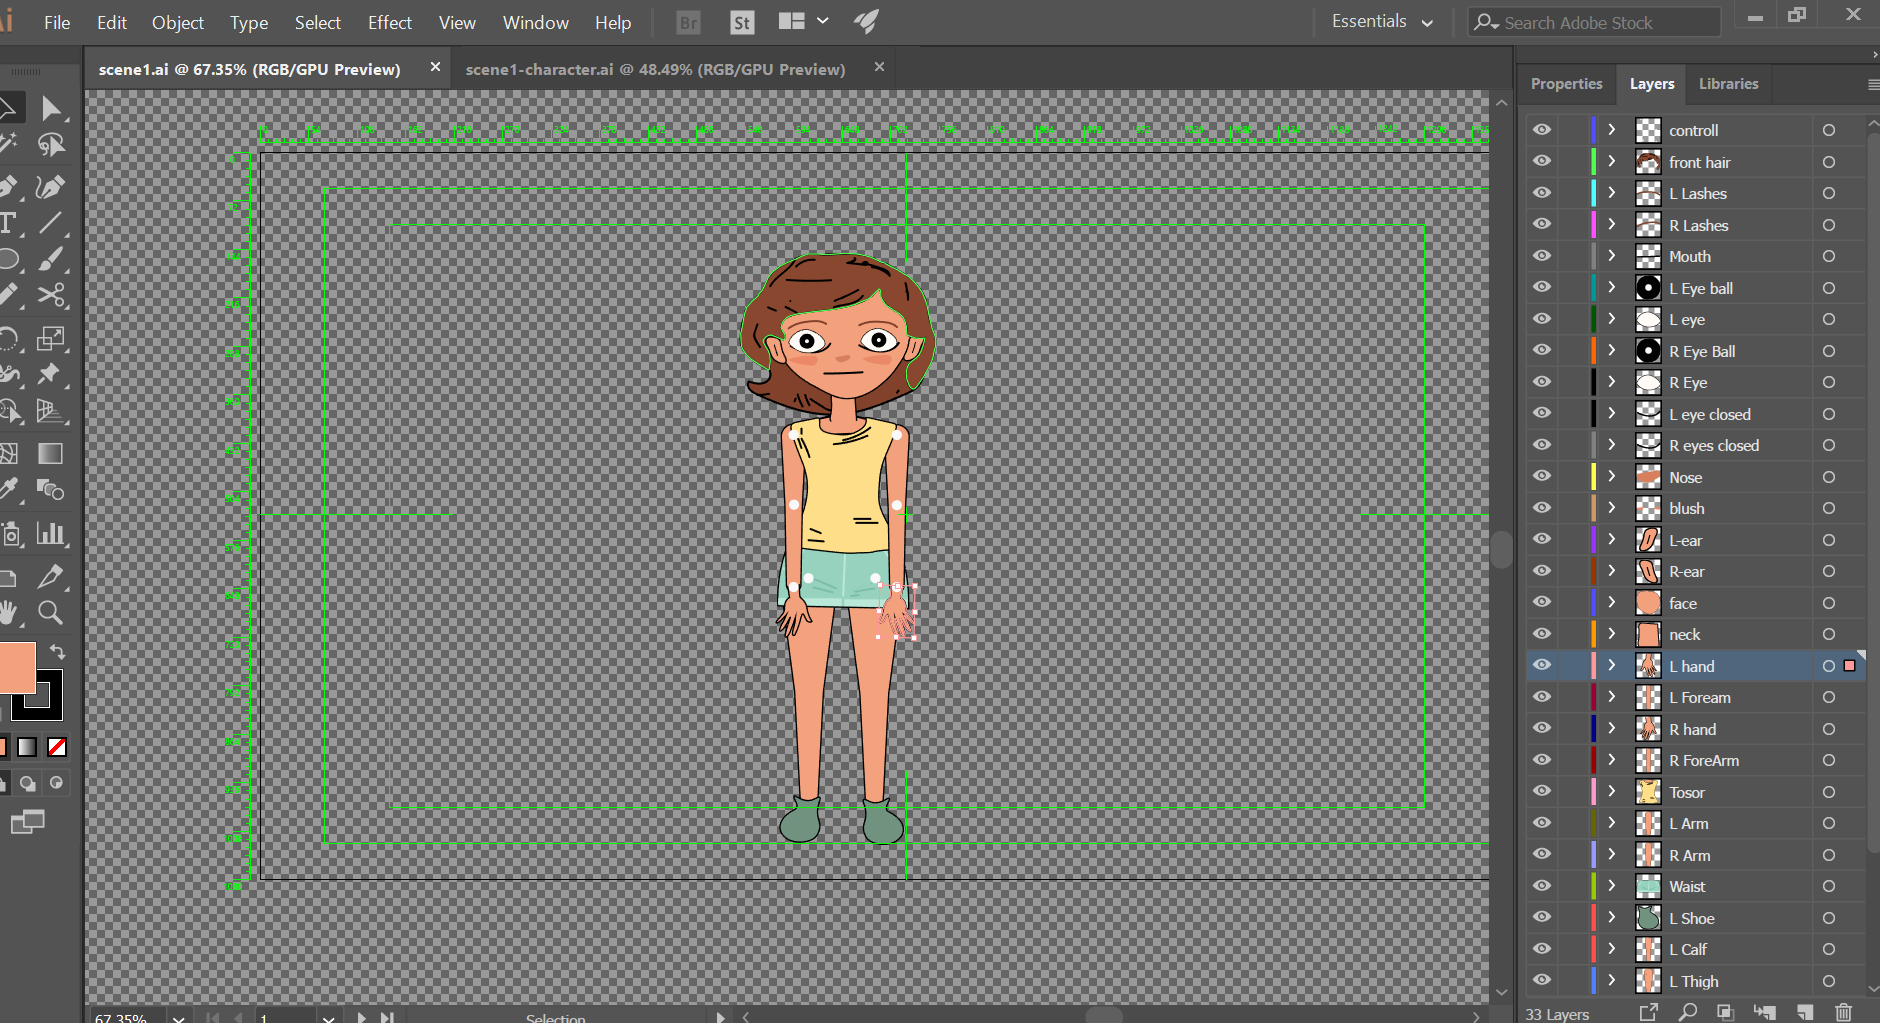 Ai
File Edit Object Type Select Effect View Window Help Br St Essentials Search Adobe Stock
scene1.ai @ 67.35% (RGB/GPU Preview) × scene1-character.ai @ 48.49% (RGB/GPU Preview) ×
Properties Layers Libraries
controll
front hair
L Lashes
R Lashes
Mouth
L Eye ball
L eye
R Eye Ball
R Eye
L eye closed
R eyes closed
Nose
blush
L-ear
R-ear
face
neck
L hand
L Foream
R hand
R ForeArm
Tosor
L Arm
R Arm
Waist
L Shoe
L Calf
L Thigh
33 Layers
67.35% 1 Selection